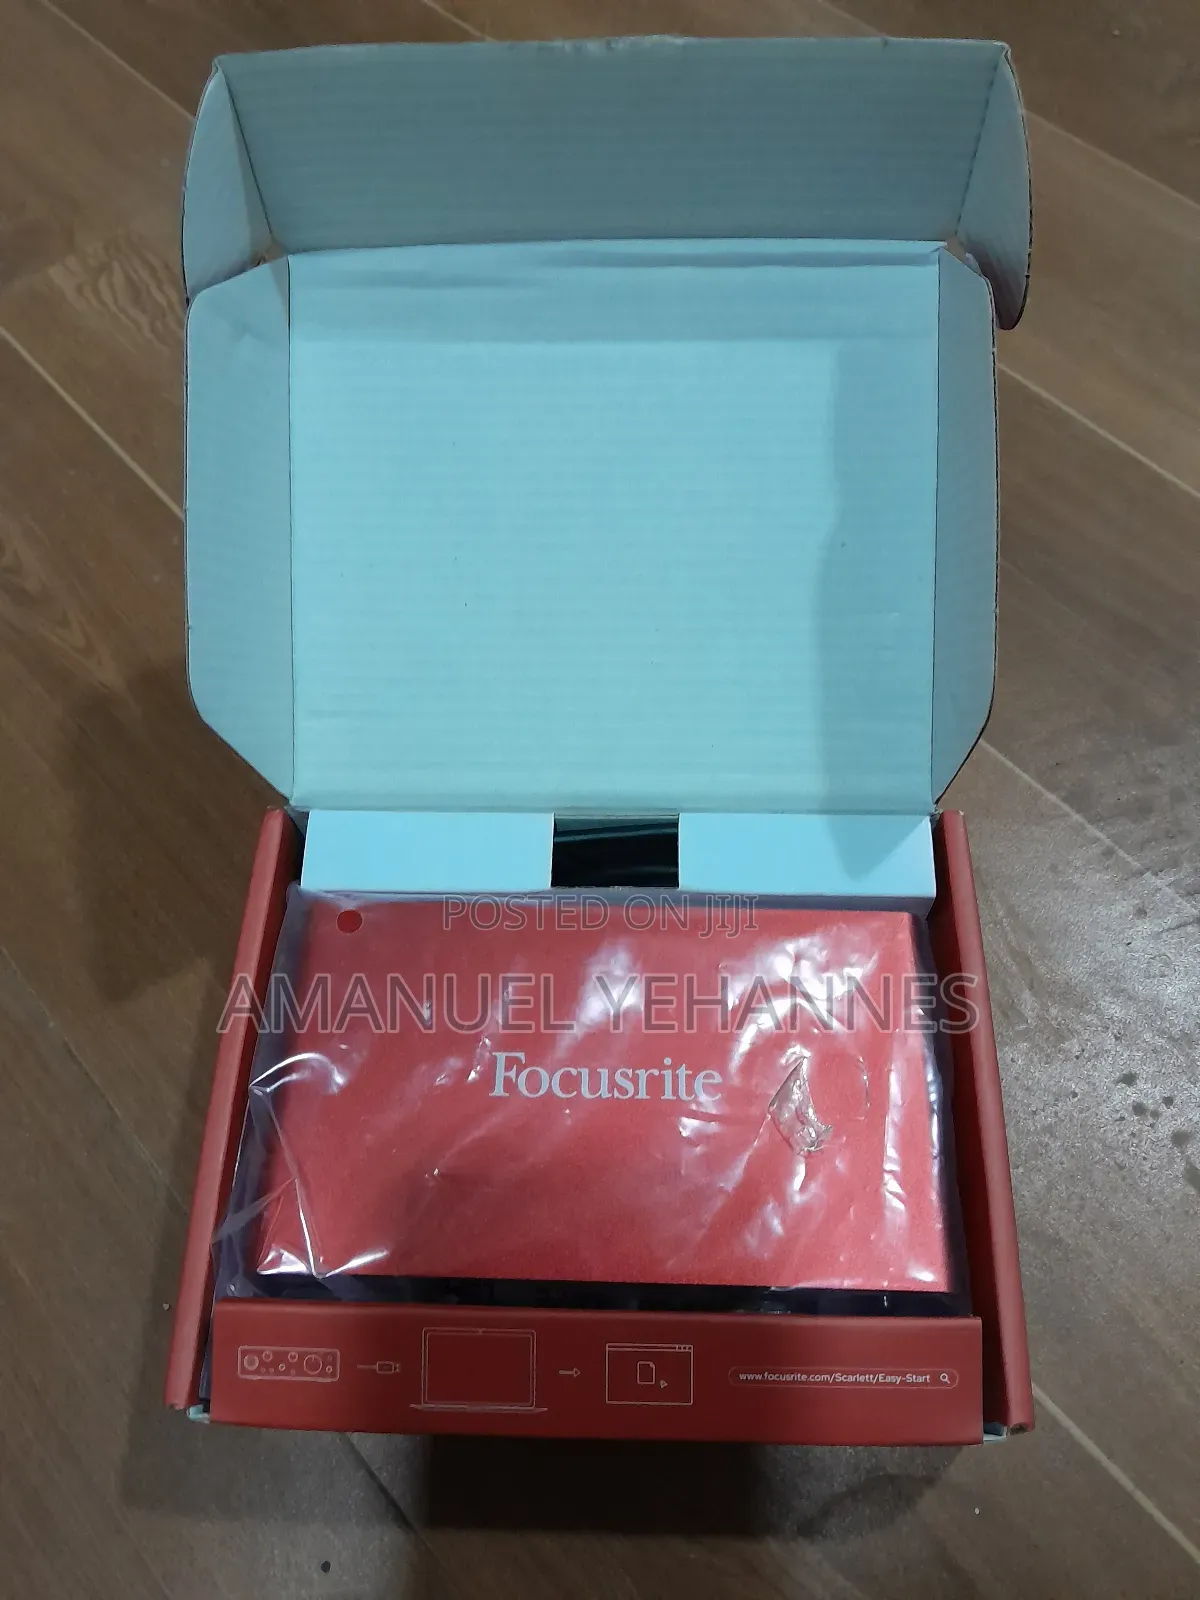 POSTED ON JIJI
AMANUEL YEHANNES
Focusrite
www.focusrite.com/Scarlett/Easy-Start